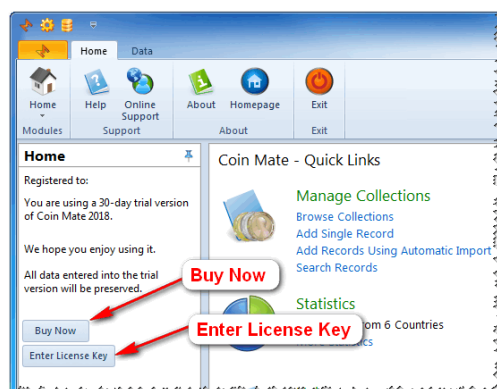 Home
Data
Home
Help
Online
Support
About
Homepage
Exit
Modules
Support
About
Exit
Home
Registered to:
You are using a 30-day trial version
of Coin Mate 2018.
We hope you enjoy using it.
All data entered into the trial
version will be preserved.
Buy Now
Enter License Key
Coin Mate - Quick Links
Manage Collections
Browse Collections
Add Single Record
Add Records Using Automatic Import
Search Records
Buy Now
Statistics
Enter License Key
from 6 Countries